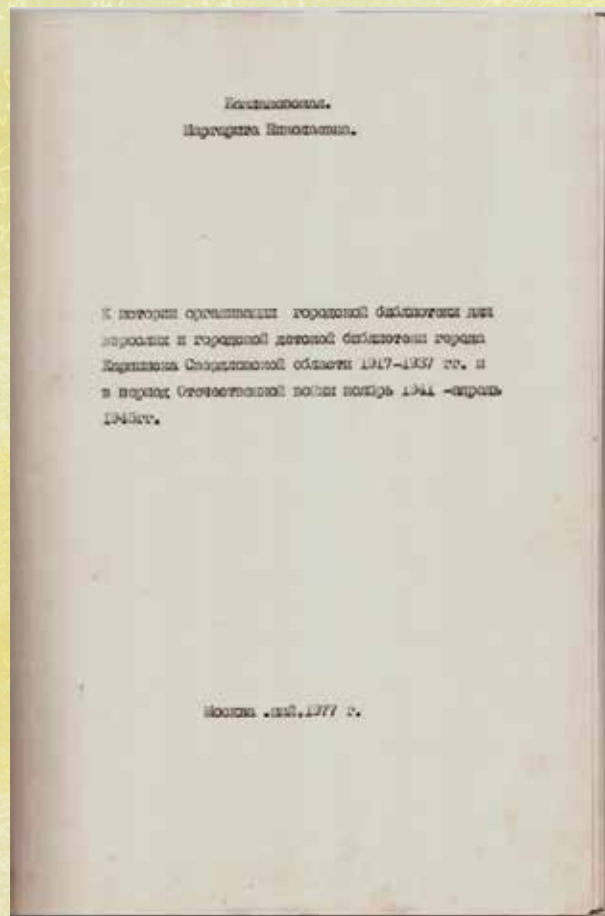 Маргарита Николаевна.
К истории организации городской библиотеки для
взрослых и городской детской библиотеки города
Карпинска Свердловской области 1917-1937 гг. и
в период Отечественной войны ноябрь 1941 -апрель
гг.
Москва .май.1977 г.